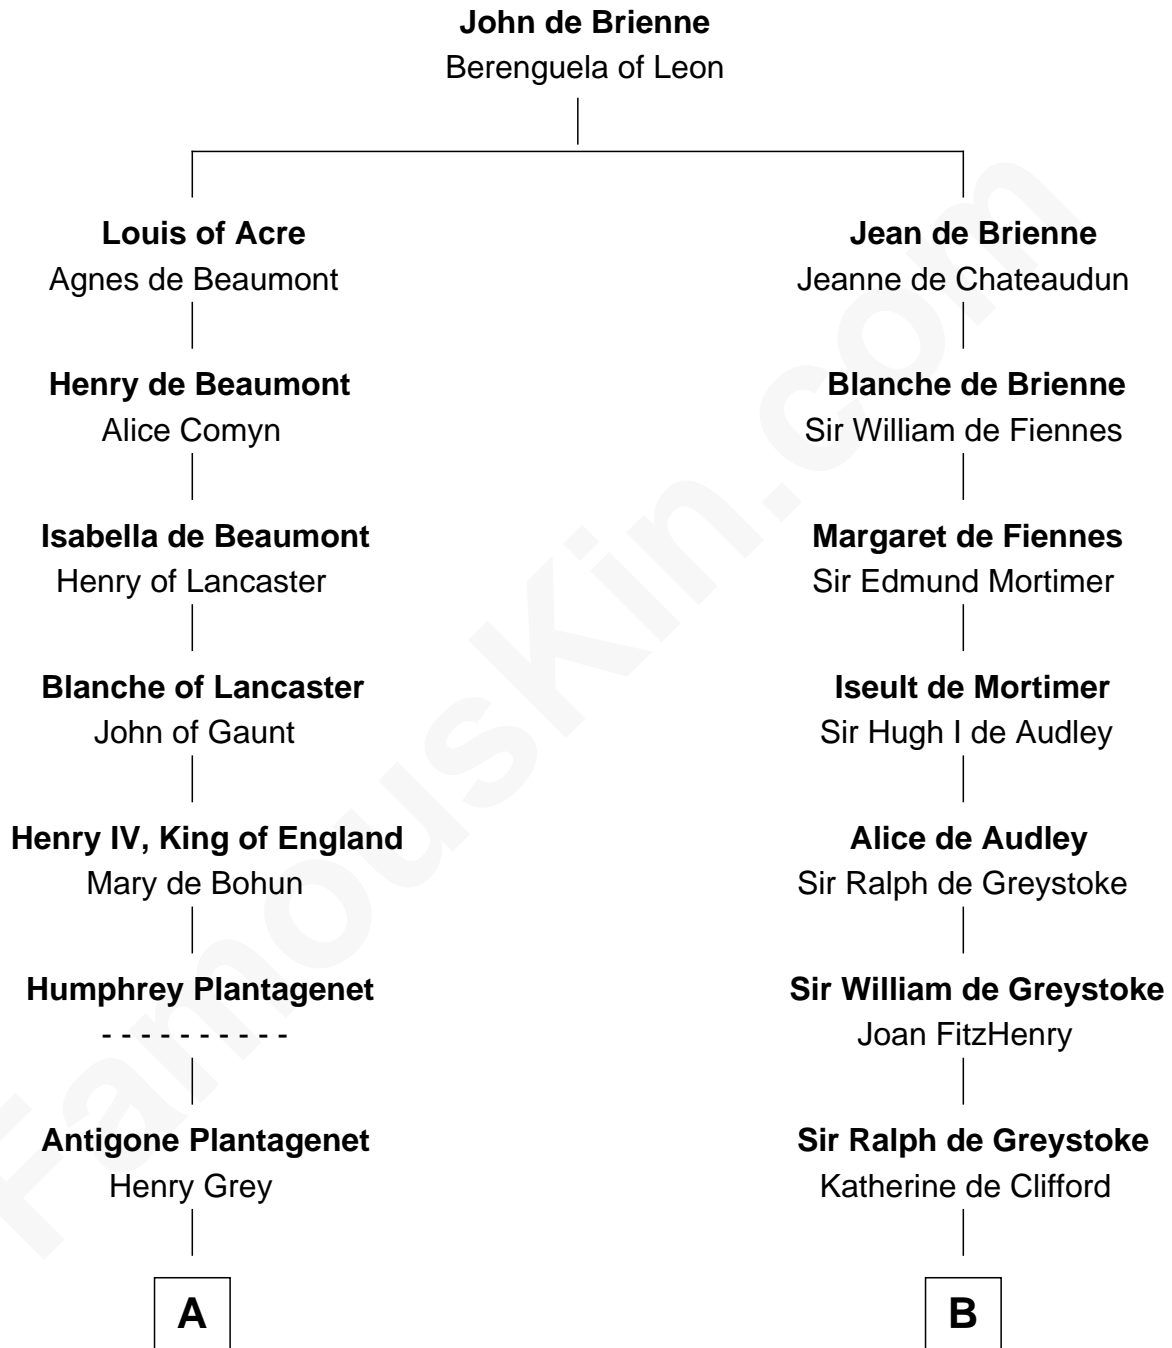 John de Brienne
Berenguela of Leon
Louis of Acre
Agnes de Beaumont
Henry de Beaumont
Alice Comyn
Isabella de Beaumont
Henry of Lancaster
Blanche of Lancaster
John of Gaunt
Henry IV, King of England
Mary de Bohun
Humphrey Plantagenet
- - - - - - - - - -
Antigone Plantagenet
Henry Grey
A
Jean de Brienne
Jeanne de Chateaudun
Blanche de Brienne
Sir William de Fiennes
Margaret de Fiennes
Sir Edmund Mortimer
Iseult de Mortimer
Sir Hugh I de Audley
Alice de Audley
Sir Ralph de Greystoke
Sir William de Greystoke
Joan FitzHenry
Sir Ralph de Greystoke
Katherine de Clifford
B
FamousKin.com